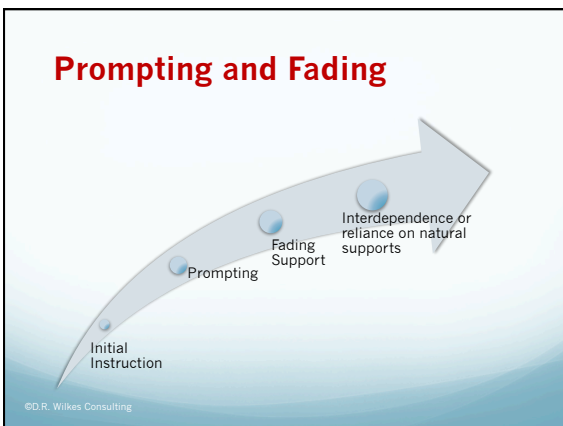 Prompting and Fading
Initial
Instruction
Prompting
Fading
Support
Interdependence or
reliance on natural
supports
©D.R. Wilkes Consulting